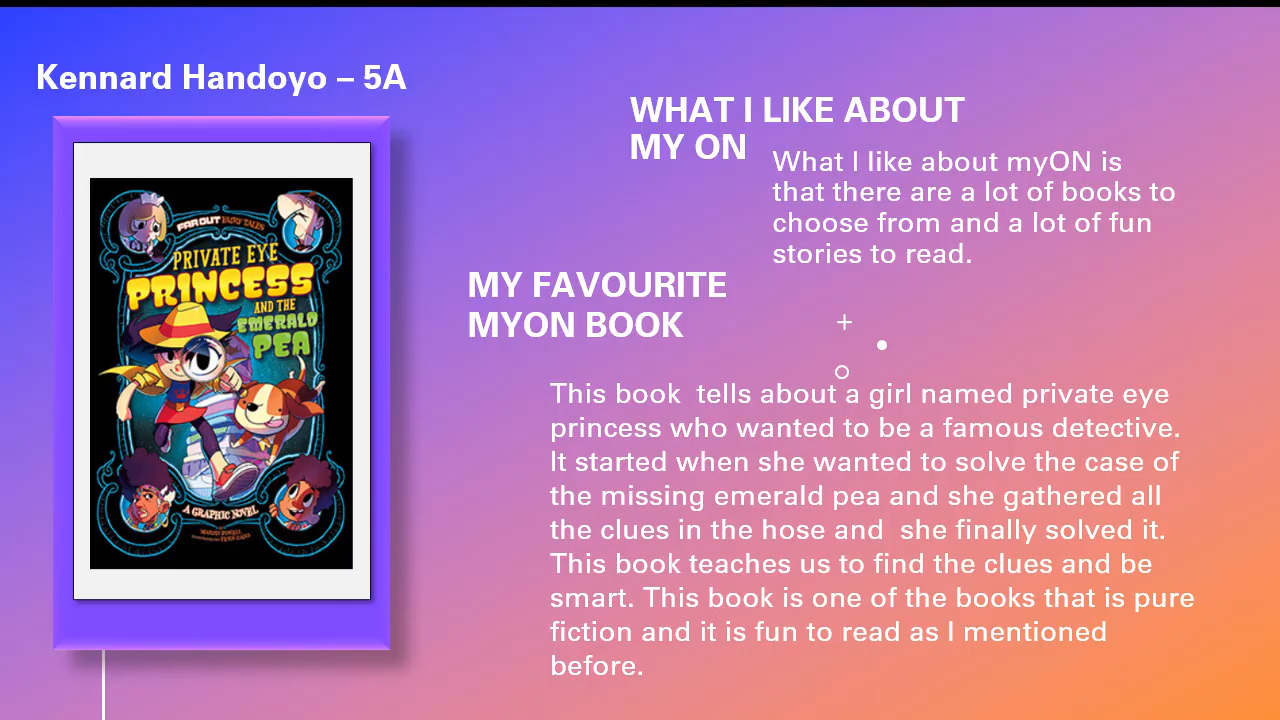 Kennard Handoyo – 5A
FAR OUT FAIRY TALES
PRIVATE EYE
PRINCESS
AND THE
EMERALD
PEA
A GRAPHIC NOVEL
WHAT I LIKE ABOUT
MY ON
What I like about myON is
that there are a lot of books to
choose from and a lot of fun
stories to read.
MY FAVOURITE
MYON BOOK
This book  tells about a girl named private eye
princess who wanted to be a famous detective.
It started when she wanted to solve the case of
the missing emerald pea and she gathered all
the clues in the hose and  she finally solved it.
This book teaches us to find the clues and be
smart. This book is one of the books that is pure
fiction and it is fun to read as I mentioned
before.